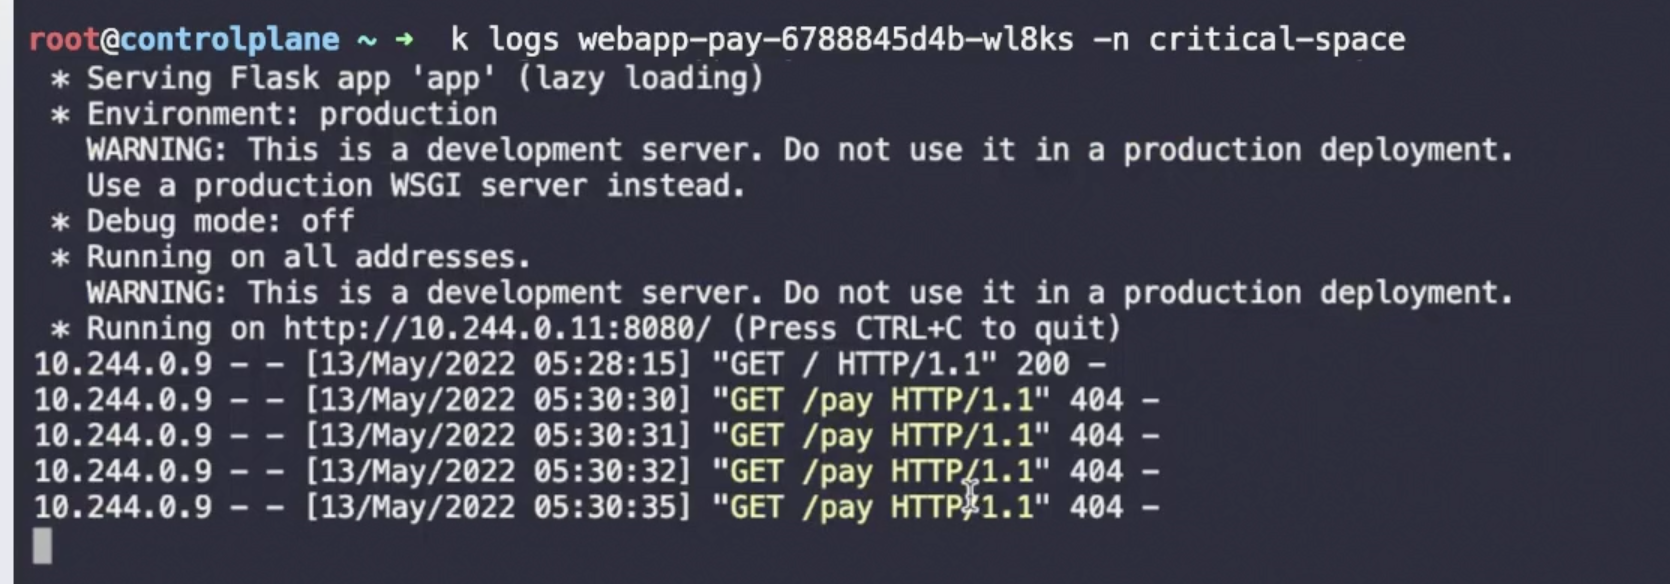 root@controlplane ~ ➜  k logs webapp-pay-6788845d4b-wl8ks -n critical-space
 * Serving Flask app 'app' (lazy loading)
 * Environment: production
   WARNING: This is a development server. Do not use it in a production deployment.
   Use a production WSGI server instead.
 * Debug mode: off
 * Running on all addresses.
   WARNING: This is a development server. Do not use it in a production deployment.
 * Running on http://10.244.0.11:8080/ (Press CTRL+C to quit)
10.244.0.9 - - [13/May/2022 05:28:15] "GET / HTTP/1.1" 200 -
10.244.0.9 - - [13/May/2022 05:30:30] "GET /pay HTTP/1.1" 404 -
10.244.0.9 - - [13/May/2022 05:30:31] "GET /pay HTTP/1.1" 404 -
10.244.0.9 - - [13/May/2022 05:30:32] "GET /pay HTTP/1.1" 404 -
10.244.0.9 - - [13/May/2022 05:30:35] "GET /pay HTTP/1.1" 404 -